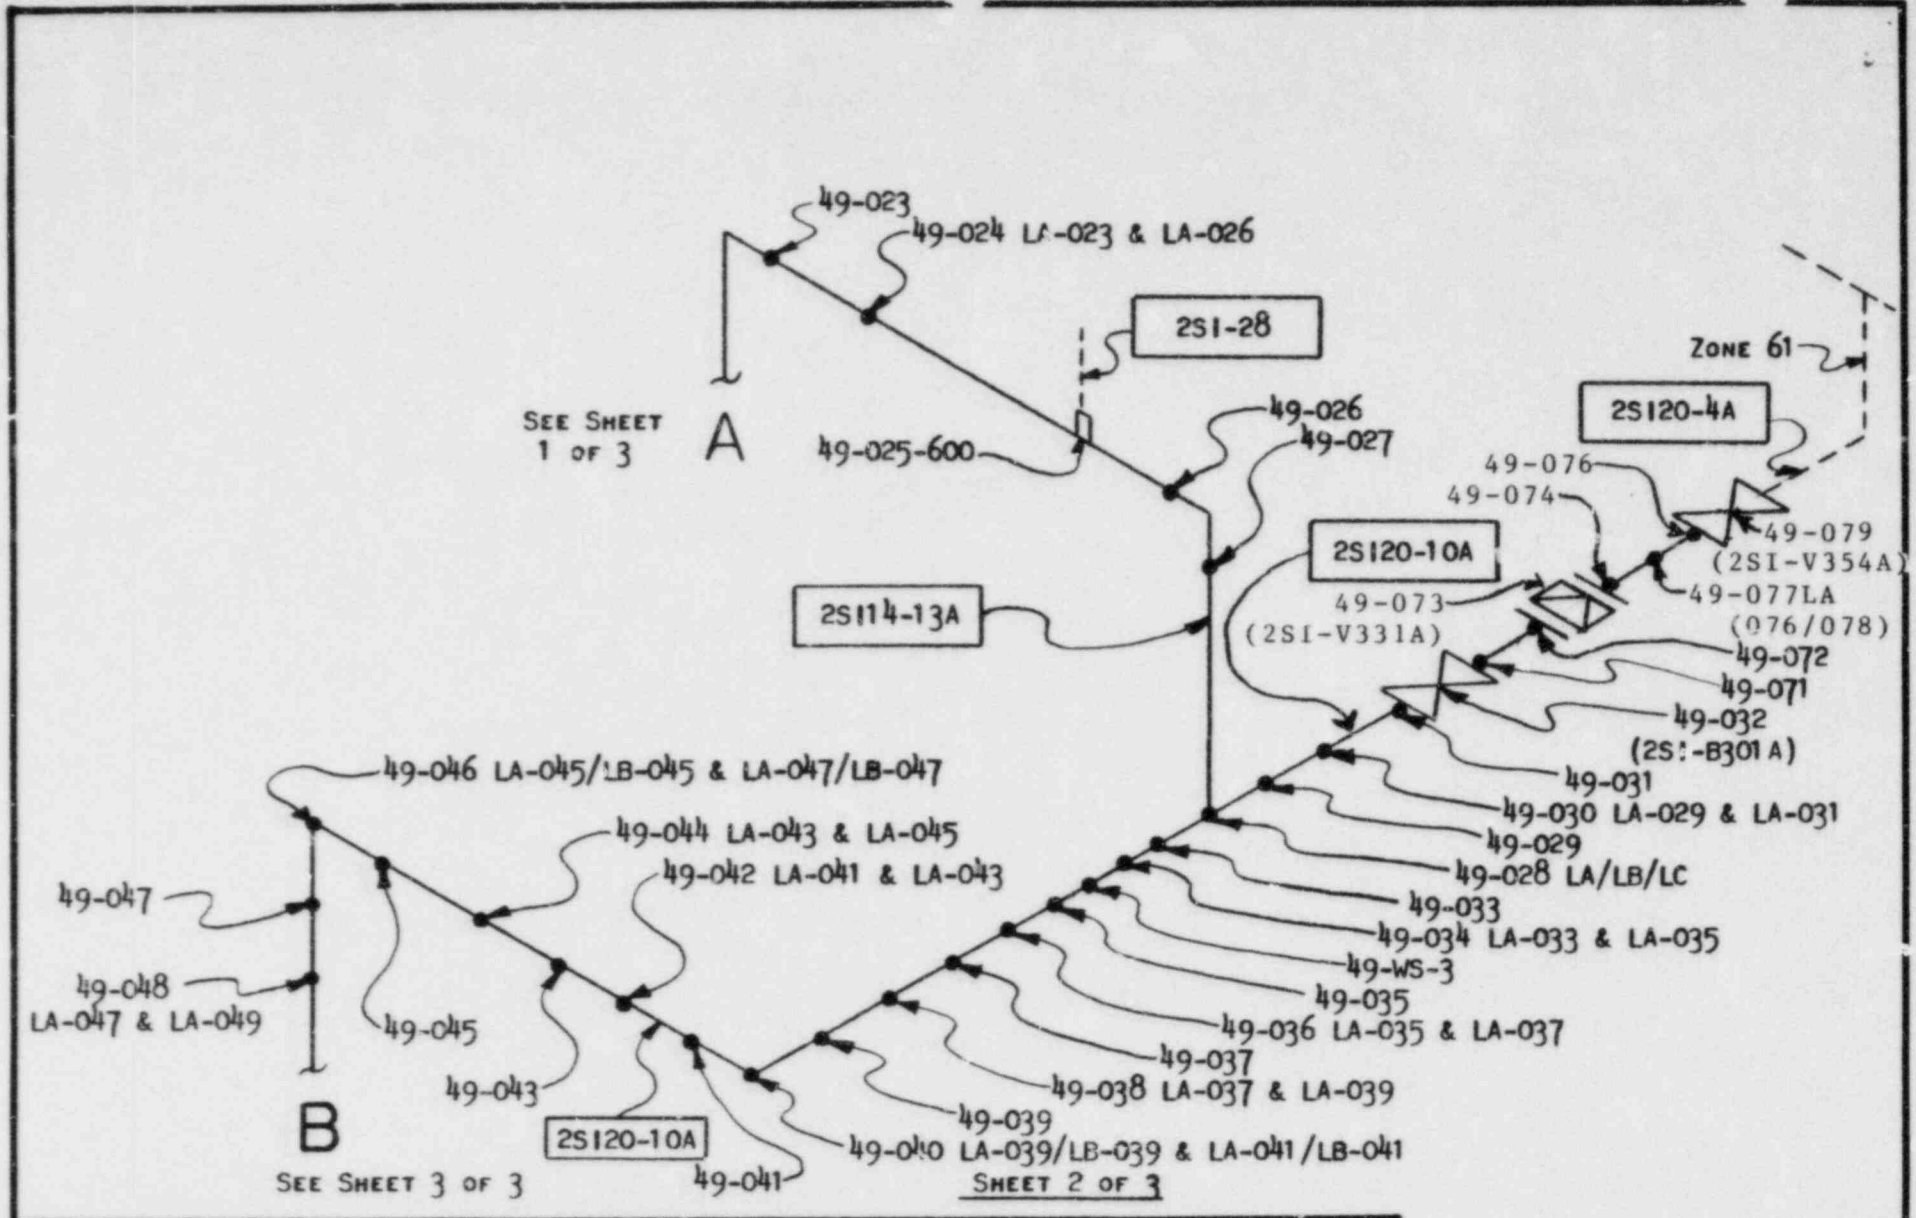 49-023
49-024 LA-023 & LA-026
2SI-28
ZONE 61
2SI20-4A
SEE SHEET
1 OF 3
A
49-025-600
49-026
49-027
49-076
49-074
2SI20-10A
49-079
(2SI-V354A)
49-073
(2SI-V331A)
49-077LA
(076/078)
2SI14-13A
49-072
49-071
49-032
49-031
49-030 LA-029 & LA-031
49-029
49-028 LA/LB/LC
49-033
49-034 LA-033 & LA-035
49-WS-3
49-035
49-036 LA-035 & LA-037
49-037
49-038 LA-037 & LA-039
49-039
49-040 LA-039/LB-039 & LA-041/LB-041
49-046 LA-045/LB-045 & LA-047/LB-047
49-044 LA-043 & LA-045
49-042 LA-041 & LA-043
49-047
49-048
LA-047 & LA-049
49-045
49-043
2SI20-10A
49-041
B
SEE SHEET 3 OF 3
SHEET 2 OF 3